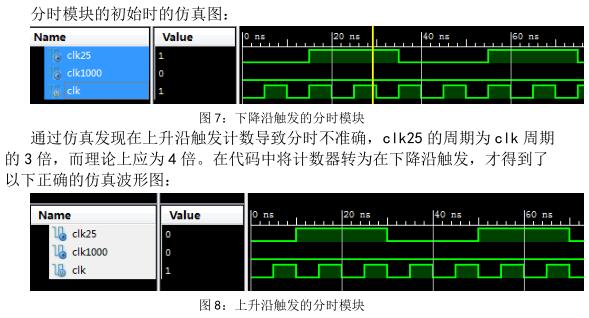 分时模块的初始时的仿真图：
Name Value 0 ns 20 ns 40 ns 60 ns
clk25 1
clk1000 0
clk 1
图 7：下降沿触发的分时模块
通过仿真发现在上升沿触发计数导致分时不准确，clk25 的周期为 clk 周期
的 3 倍，而理论上应为 4 倍。在代码中将计数器转为在下降沿触发，才得到了
以下正确的仿真波形图：
Name Value 0 ns 20 ns 40 ns 60 ns
clk25 0
clk1000 0
clk 1
图 8：上升沿触发的分时模块